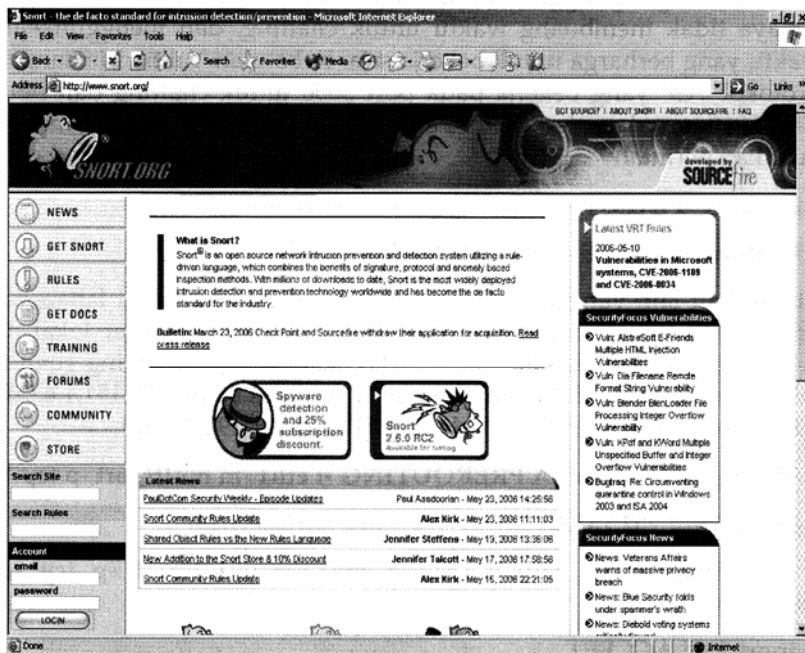 Snort - the de facto standard for intrusion detection/prevention - Microsoft Internet Explorer
File Edit View Favorites Tools Help
Back Search Favorites Media
Address http://www.snort.org/ Go Links
GOT SOURCE? | ABOUT SNORT | ABOUT SOURCEFIRE | FAQ
SNORT.ORG
developed by
SOURCEfire
NEWS
GET SNORT
RULES
GET DOCS
TRAINING
FORUMS
COMMUNITY
STORE
Search Site
Search Rules
Account
email
password
LOGIN
What is Snort?
Snort® is an open source network intrusion prevention and detection system utilizing a rule-
driven language, which combines the benefits of signature, protocol and anomaly based
inspection methods. With millions of downloads to date, Snort is the most widely deployed
intrusion detection and prevention technology worldwide and has become the de facto
standard for the industry.
Bulletin: March 23, 2006 Check Point and Sourcefire withdraw their application for acquisition. Read
press release
Spyware
detection
and 25%
subscription
discount.
Snort
2.6.0 RC2
Available for testing
Latest News
PaulDotCom Security Weekly - Episode Updates Paul Asadoorian - May 23, 2006 14:25:56
Snort Community Rules Update Alex Kirk - May 23, 2006 11:11:03
Shared Object Rules vs the New Rules Language Jennifer Steffens - May 19, 2006 13:36:06
New Addition to the Snort Store & 10% Discount Jennifer Talcott - May 17, 2006 17:58:56
Snort Community Rules Update Alex Kirk - May 15, 2006 22:21:05
Latest VRT Rules
2006-05-10
Vulnerabilities in Microsoft
systems, CVE-2006-1189
and CVE-2006-0034
SecurityFocus Vulnerabilities
Vuln: AlstraSoft E-Friends
Multiple HTML Injection
Vulnerabilities
Vuln: Dia Filename Remote
Format String Vulnerability
Vuln: Blender BlenLoader File
Processing Integer Overflow
Vulnerability
Vuln: KPdf and KWord Multiple
Unspecified Buffer and Integer
Overflow Vulnerabilities
Bugtraq: Re: Circumventing
quarantine control in Windows
2003 and ISA 2004
SecurityFocus News
News: Veterans Affairs
warns of massive privacy
breach
News: Blue Security folds
under spammer's wrath
News: Diebold voting systems
Done Internet